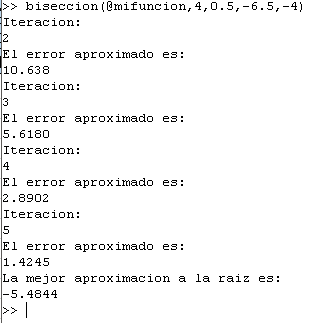 >> biseccion(@mifuncion,4,0.5,-6.5,-4)
Iteracion:
2
El error aproximado es:
10.638
Iteracion:
3
El error aproximado es:
5.6180
Iteracion:
4
El error aproximado es:
2.8902
Iteracion:
5
El error aproximado es:
1.4245
La mejor aproximacion a la raiz es:
-5.4844
>>